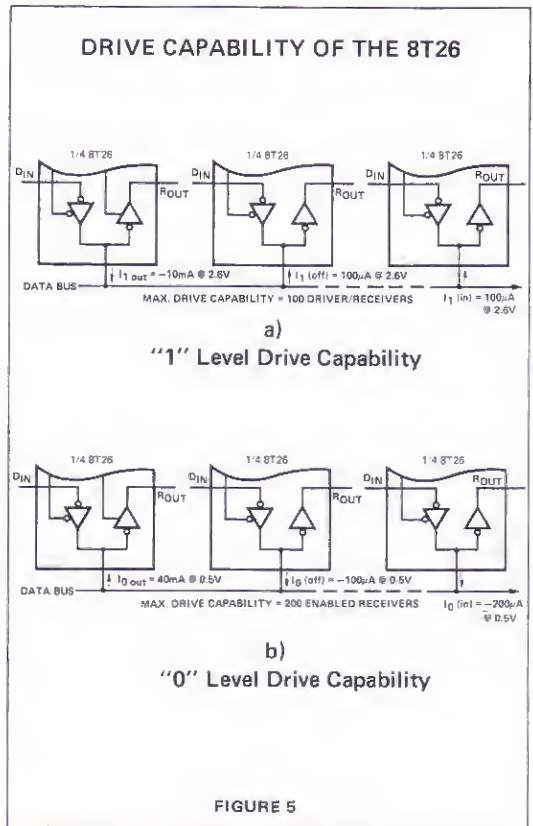 DRIVE CAPABILITY OF THE 8T26
1/4 8T26
1/4 8T26
1/4 8T26
DIN
ROUT
DIN
ROUT
DIN
ROUT
I1 out = −10mA @ 2.6V
I1 (off) = 100μA @ 2.6V
DATA BUS
MAX. DRIVE CAPABILITY = 100 DRIVER/RECEIVERS
I1 (in) = 100μA
@ 2.6V
a)
"1" Level Drive Capability
1/4 8T26
1/4 8T26
1/4 8T26
DIN
ROUT
DIN
ROUT
DIN
ROUT
I0 out = 40mA @ 0.5V
I0 (off) = −100μA @ 0.5V
DATA BUS
MAX. DRIVE CAPABILITY = 200 ENABLED RECEIVERS
I0 (in) = −200μA
@ 0.5V
b)
"0" Level Drive Capability
FIGURE 5